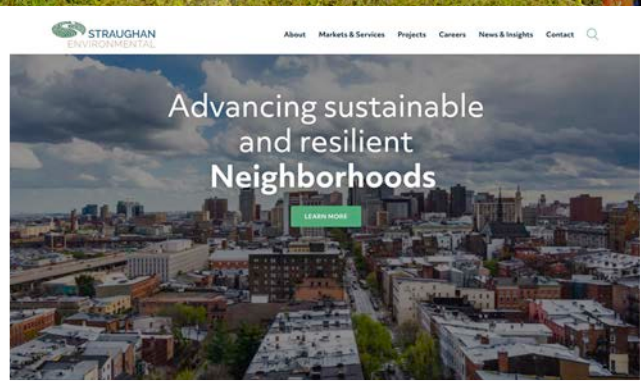 STRAUGHAN
ENVIRONMENTAL
About Markets & Services Projects Careers News & Insights Contact
Advancing sustainable
and resilient
Neighborhoods
LEARN MORE